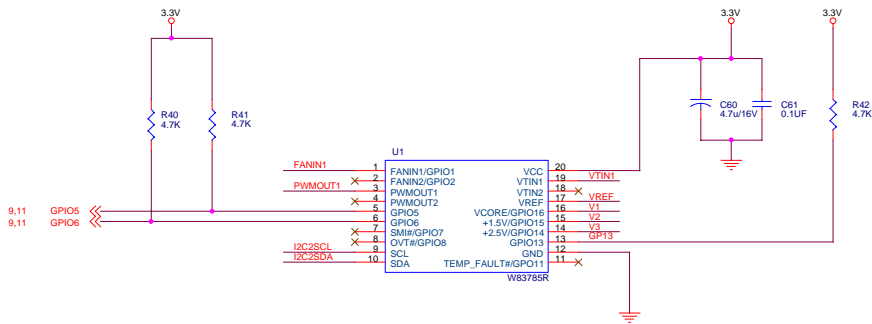 3.3V
3.3V
3.3V
R40
4.7K
R41
4.7K
C60
4.7u/16V
C61
0.1UF
R42
4.7K
U1
FANIN1 1 FANIN1/GPIO1 VCC 20
2 FANIN2/GPIO2 VTIN1 19 VTIN1
PWMOUT1 3 PWMOUT1 VTIN2 18
4 PWMOUT2 VREF 17 VREF
9,11 GPIO5 5 GPIO5 VCORE/GPIO16 16 V1
9,11 GPIO6 6 GPIO6 +1.5V/GPIO15 15 V2
7 SMI#/GPIO7 +2.5V/GPIO14 14 V3
8 OVT#/GPIO8 GPIO13 13 GP13
I2C2SCL 9 SCL GND 12
I2C2SDA 10 SDA TEMP_FAULT#/GPO11 11
W83785R